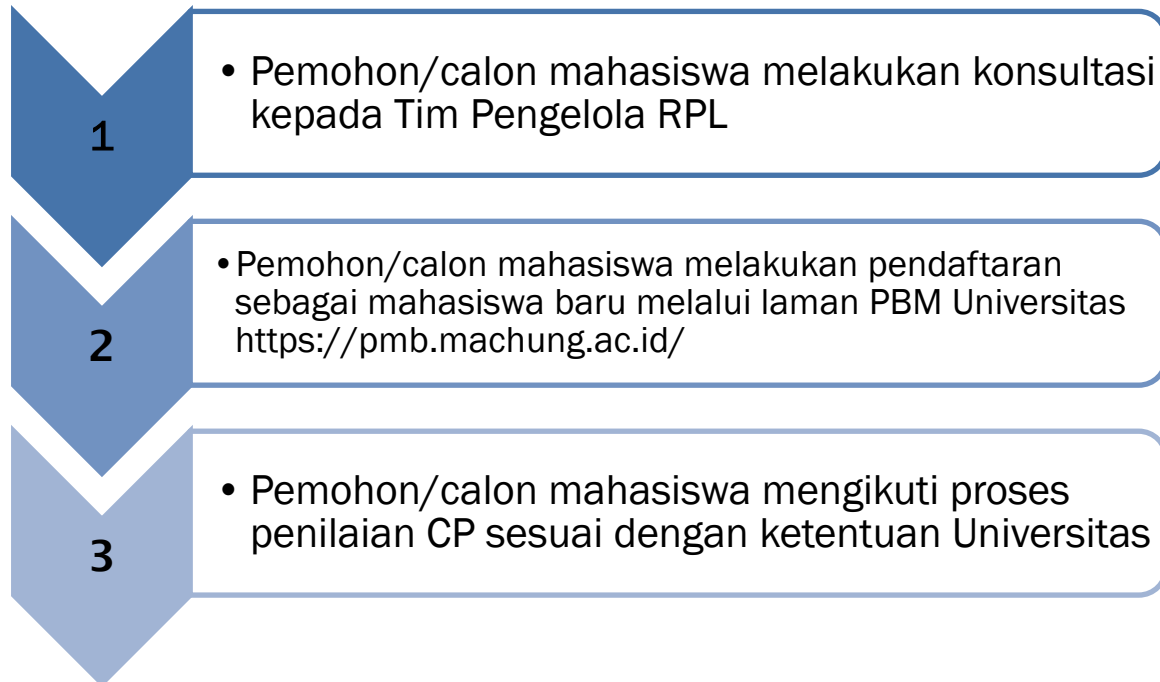 1
• Pemohon/calon mahasiswa melakukan konsultasi
kepada Tim Pengelola RPL
2
•Pemohon/calon mahasiswa melakukan pendaftaran
sebagai mahasiswa baru melalui laman PBM Universitas
https://pmb.machung.ac.id/
3
• Pemohon/calon mahasiswa mengikuti proses
penilaian CP sesuai dengan ketentuan Universitas